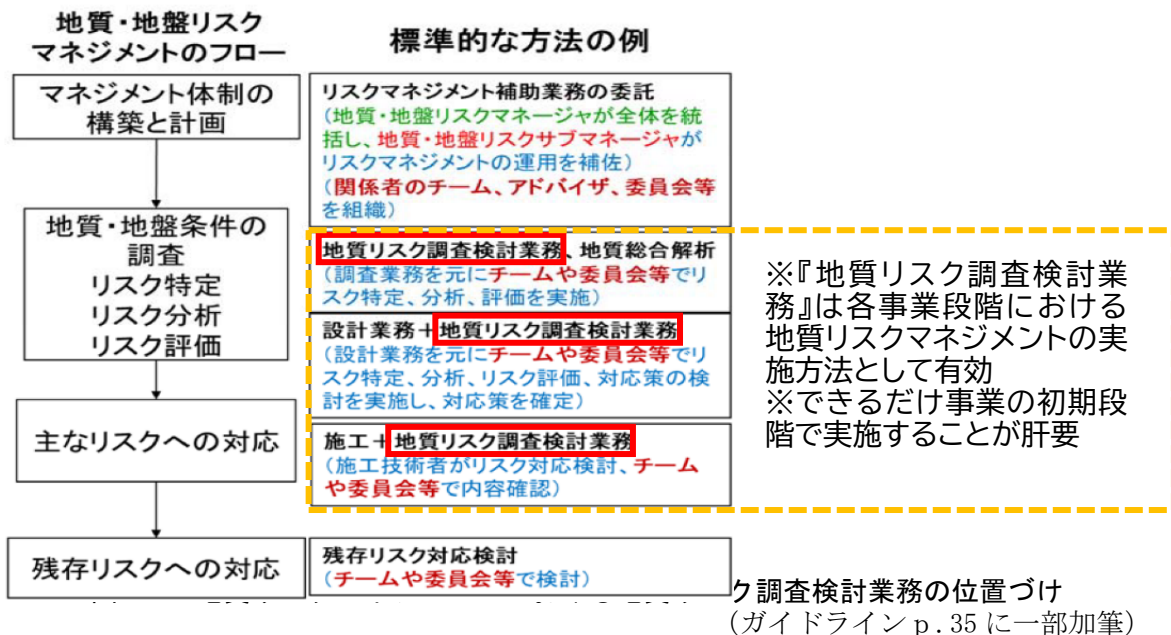 地質・地盤リスク
マネジメントのフロー
標準的な方法の例
マネジメント体制の
構築と計画
リスクマネジメント補助業務の委託
(地質・地盤リスクマネージャが全体を統
括し、地質・地盤リスクサブマネージャが
リスクマネジメントの運用を補佐)
(関係者のチーム、アドバイザ、委員会等
を組織)
地質・地盤条件の
調査
リスク特定
リスク分析
リスク評価
地質リスク調査検討業務、地質総合解析
(調査業務を元にチームや委員会等でリ
スク特定、分析、評価を実施)
設計業務+地質リスク調査検討業務
(設計業務を元にチームや委員会等でリ
スク特定、分析、リスク評価、対応策の検
討を実施し、対応策を確定)
※『地質リスク調査検討業
務』は各事業段階における
地質リスクマネジメントの実
施方法として有効
※できるだけ事業の初期段
階で実施することが肝要
主なリスクへの対応
施工+地質リスク調査検討業務
(施工技術者がリスク対応検討、チーム
や委員会等で内容確認)
残存リスクへの対応
残存リスク対応検討
(チームや委員会等で検討)
ク調査検討業務の位置づけ
(ガイドラインp.35に一部加筆)